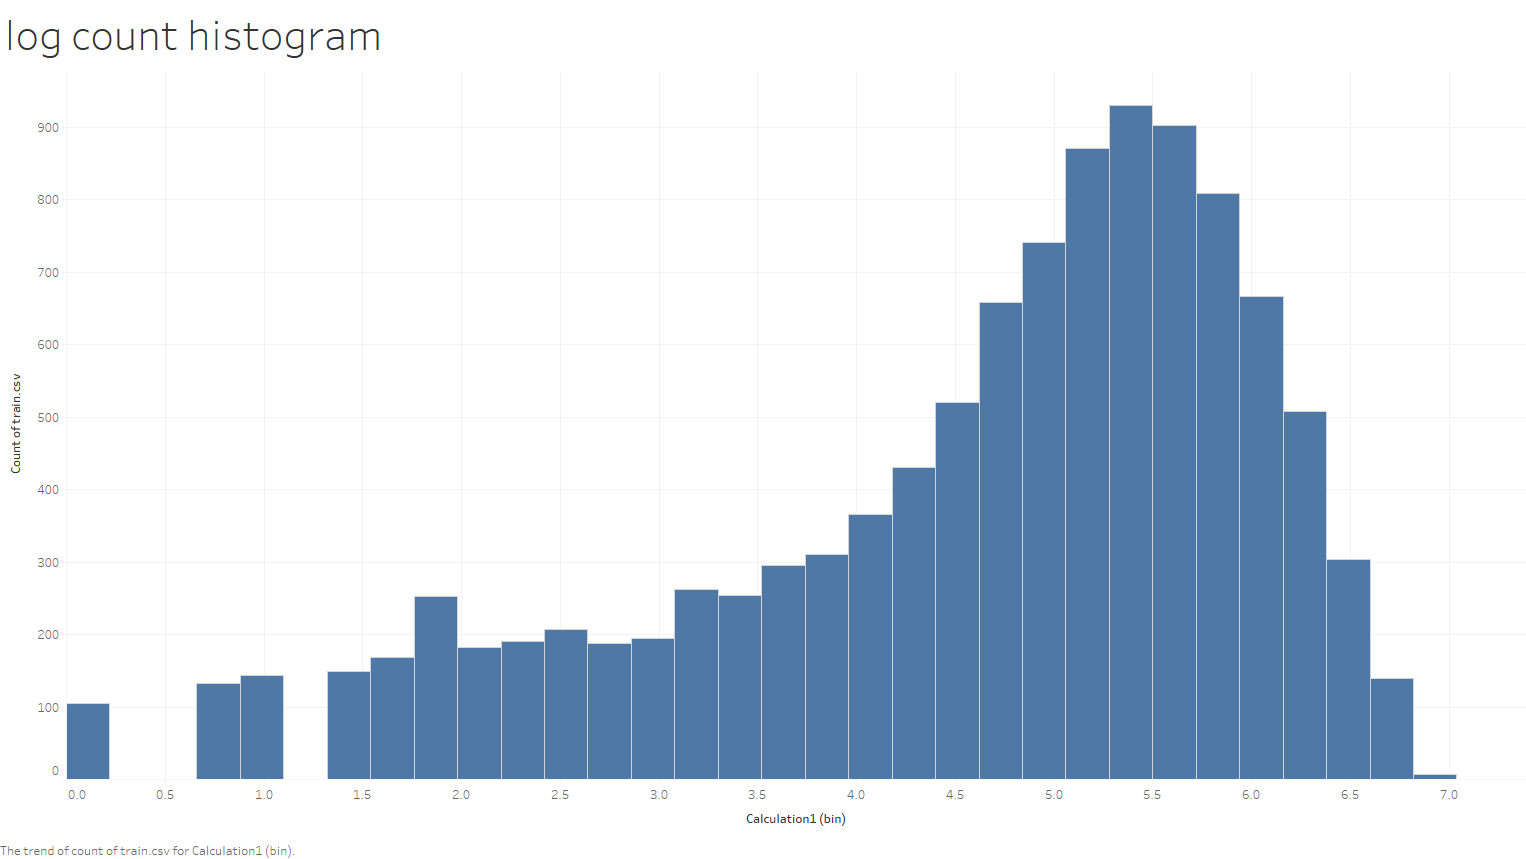 log count histogram
900
800
700
600
500
400
300
200
100
0
Count of train.csv
0.0 0.5 1.0 1.5 2.0 2.5 3.0 3.5 4.0 4.5 5.0 5.5 6.0 6.5 7.0
Calculation1 (bin)
The trend of count of train.csv for Calculation1 (bin).